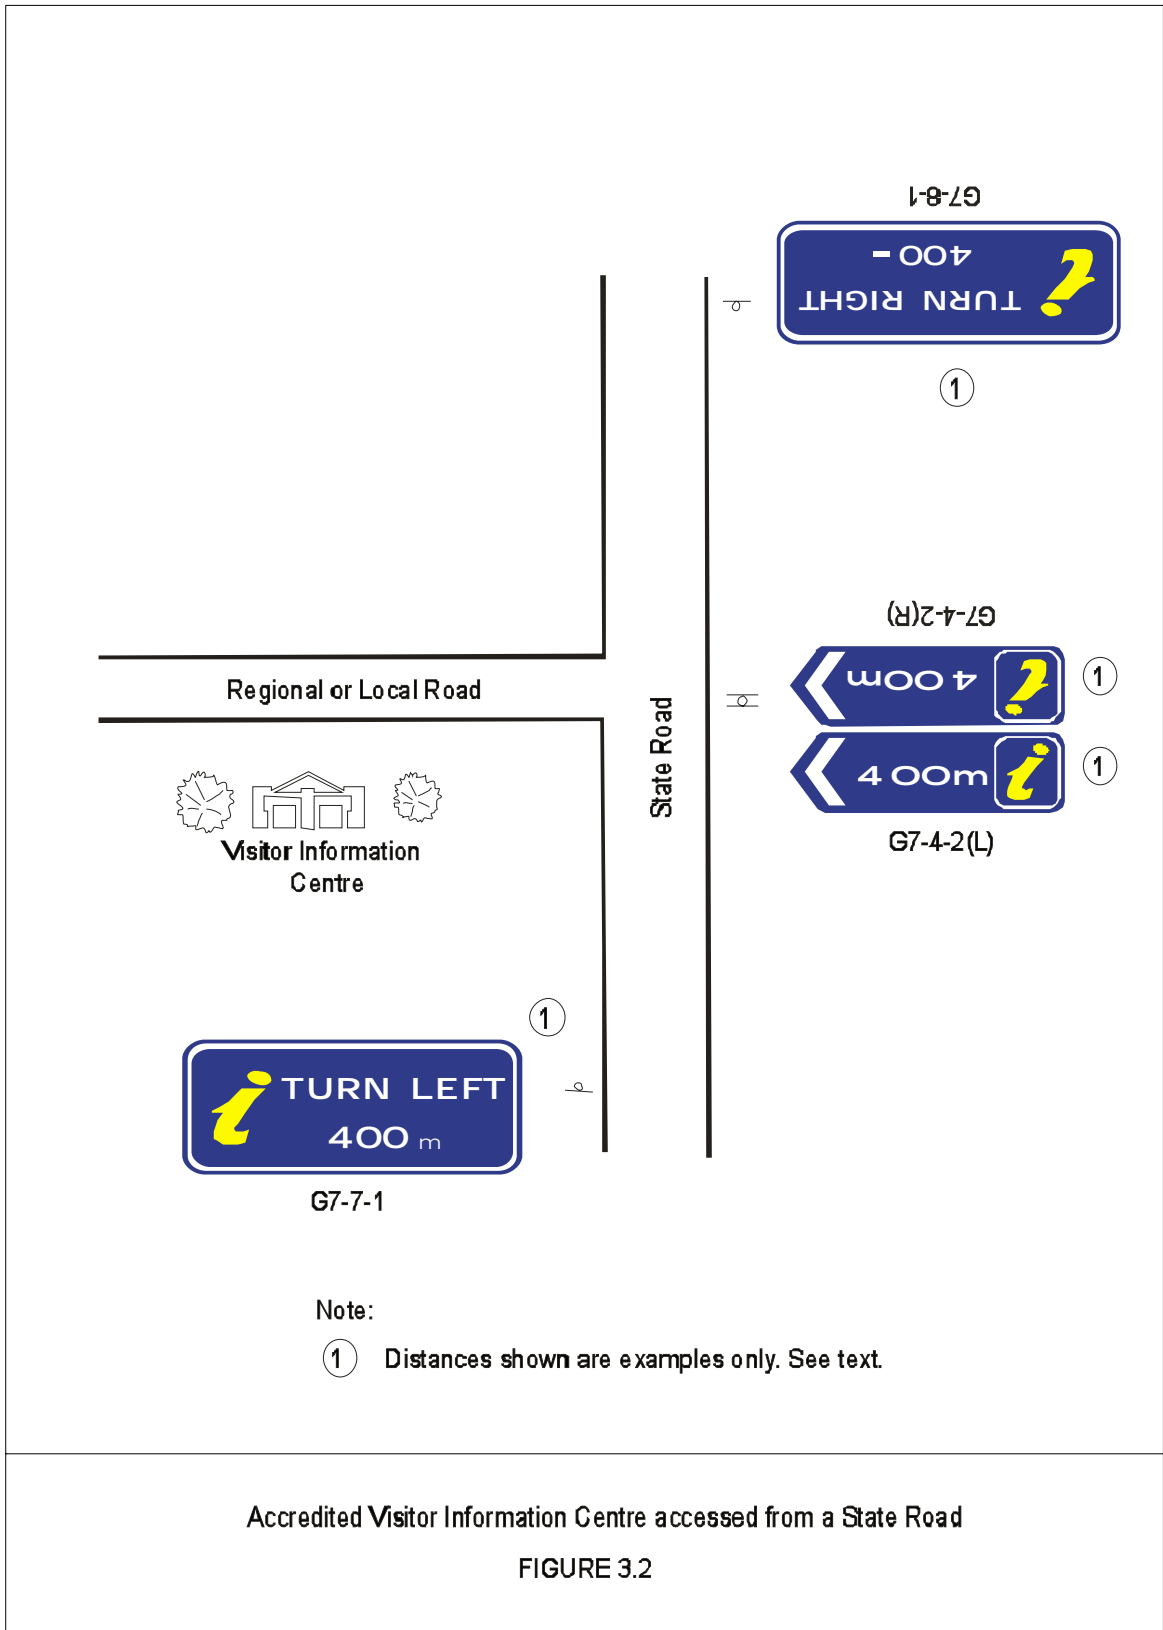 G7-8-1
i TURN RIGHT
400 -
1
G7-4-2(R)
i 400m
1
Regional or Local Road
State Road
400m i
1
G7-4-2(L)
Visitor Information
Centre
1
i TURN LEFT
400 m
G7-7-1
Note:
1 Distances shown are examples only. See text.
Accredited Visitor Information Centre accessed from a State Road
FIGURE 3.2